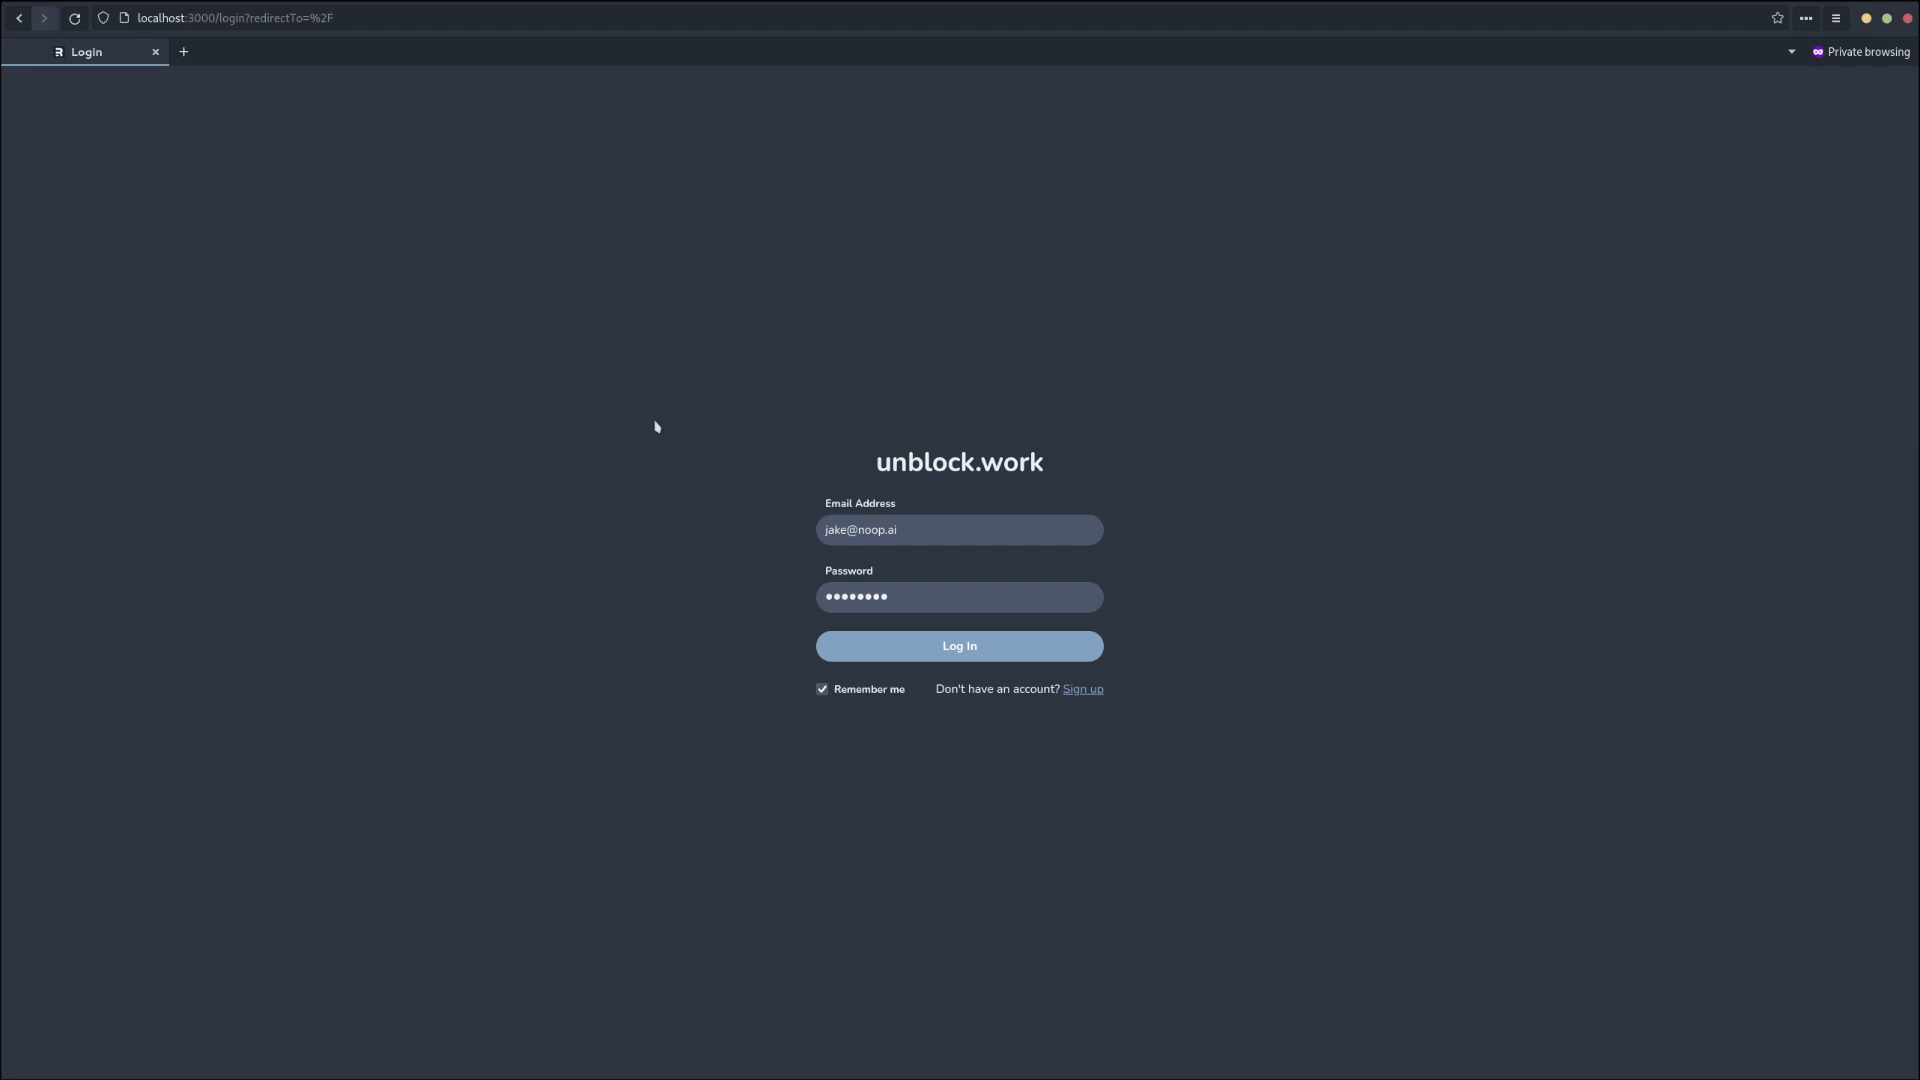 localhost:3000/login?redirectTo=%2F
Login
Private browsing
unblock.work
Email Address
jake@noop.ai
Password
••••••••
Log In
Remember me
Don't have an account? Sign up